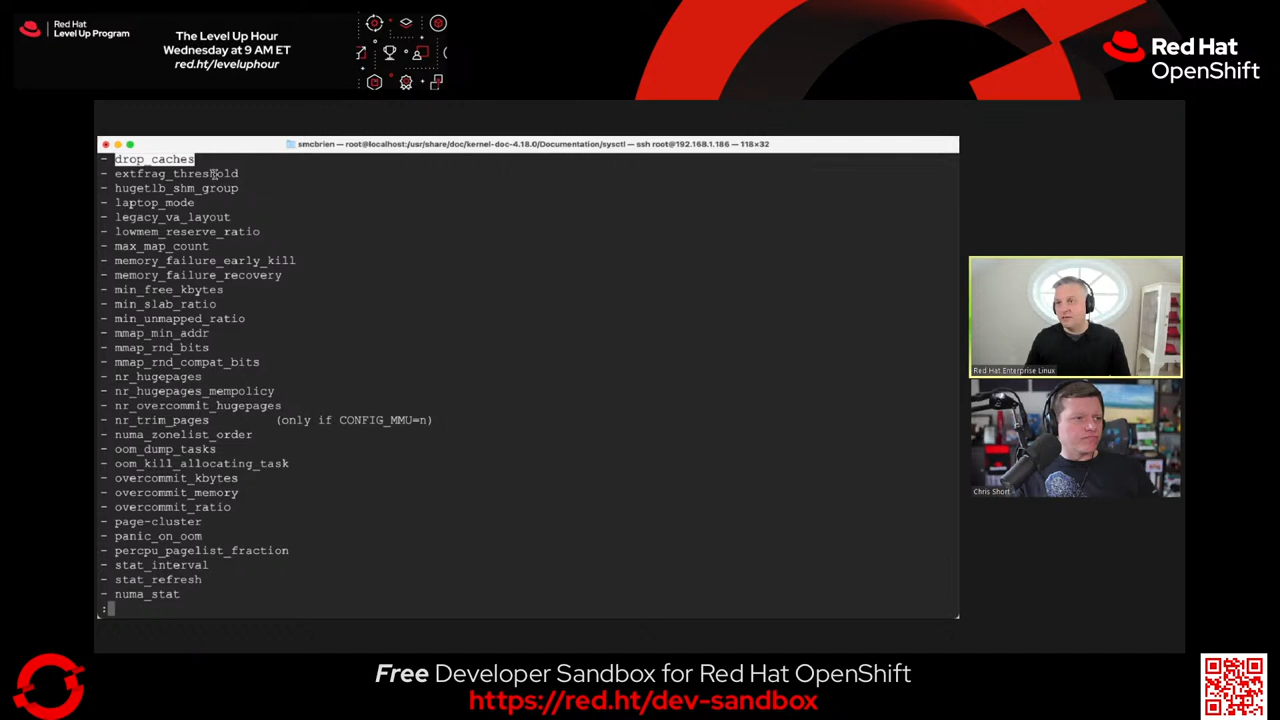 Red Hat
Level Up Program
The Level Up Hour
Wednesday at 9 AM ET
red.ht/leveluphour
Red Hat
OpenShift
smcbrien — root@localhost:/usr/share/doc/kernel-doc-4.18.0/Documentation/sysctl — ssh root@192.168.1.186 — 118×32
- drop_caches
- extfrag_threshold
- hugetlb_shm_group
- laptop_mode
- legacy_va_layout
- lowmem_reserve_ratio
- max_map_count
- memory_failure_early_kill
- memory_failure_recovery
- min_free_kbytes
- min_slab_ratio
- min_unmapped_ratio
- mmap_min_addr
- mmap_rnd_bits
- mmap_rnd_compat_bits
- nr_hugepages
- nr_hugepages_mempolicy
- nr_overcommit_hugepages
- nr_trim_pages (only if CONFIG_MMU=n)
- numa_zonelist_order
- oom_dump_tasks
- oom_kill_allocating_task
- overcommit_kbytes
- overcommit_memory
- overcommit_ratio
- page-cluster
- panic_on_oom
- percpu_pagelist_fraction
- stat_interval
- stat_refresh
- numa_stat
:
Red Hat Enterprise Linux
Chris Short
Free Developer Sandbox for Red Hat OpenShift
https://red.ht/dev-sandbox